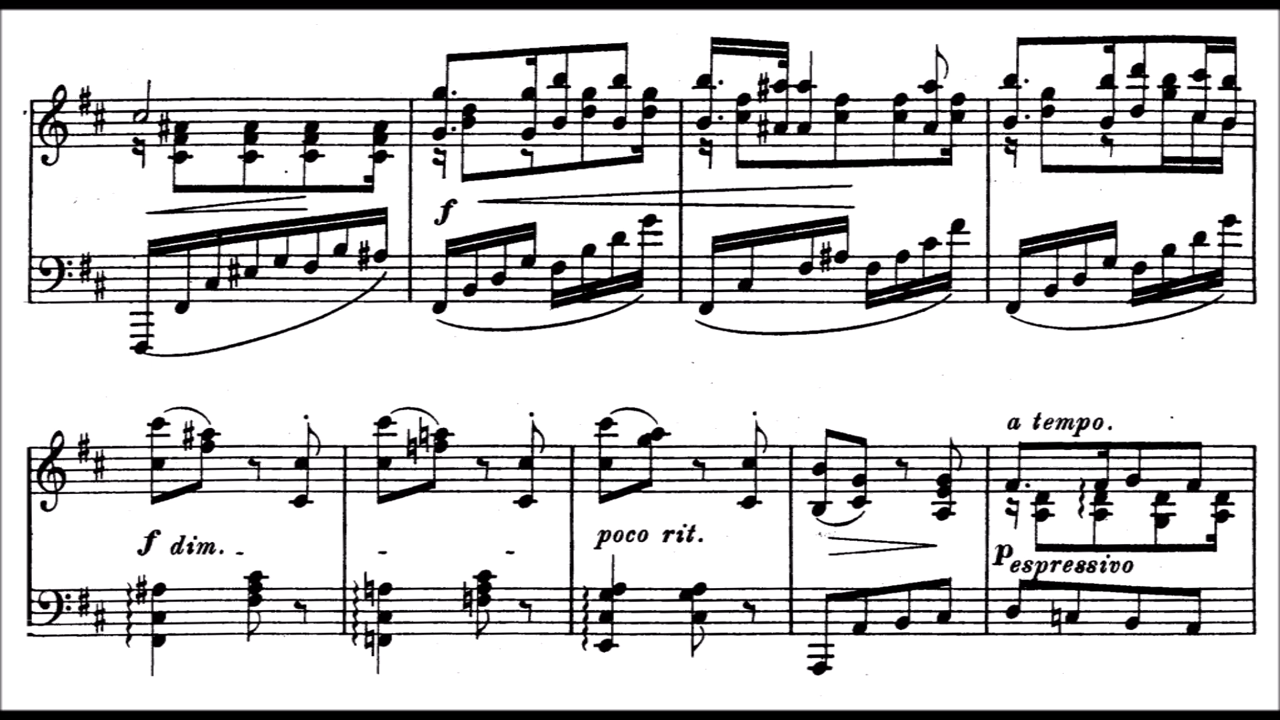 f
a tempo.
f dim. -  -  -
poco rit.
p espressivo